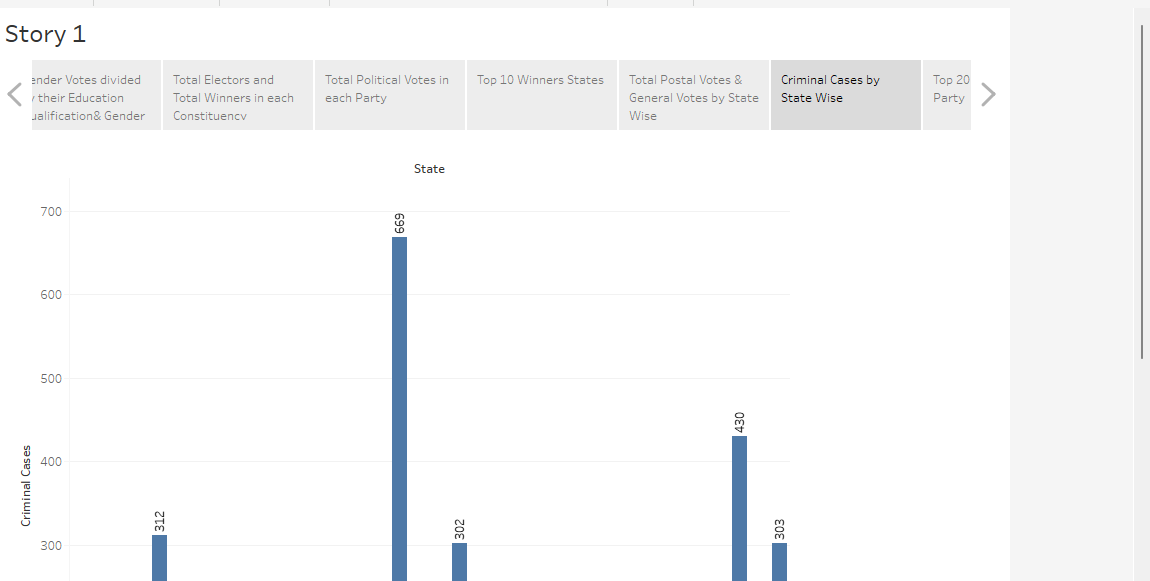 Story 1
ender Votes divided
y their Education
ualification& Gender
Total Electors and
Total Winners in each
Constituency
Total Political Votes in
each Party
Top 10 Winners States
Total Postal Votes &
General Votes by State
Wise
Criminal Cases by
State Wise
Top 20
Party
State
700
600
500
400
300
Criminal Cases
312
669
302
430
303